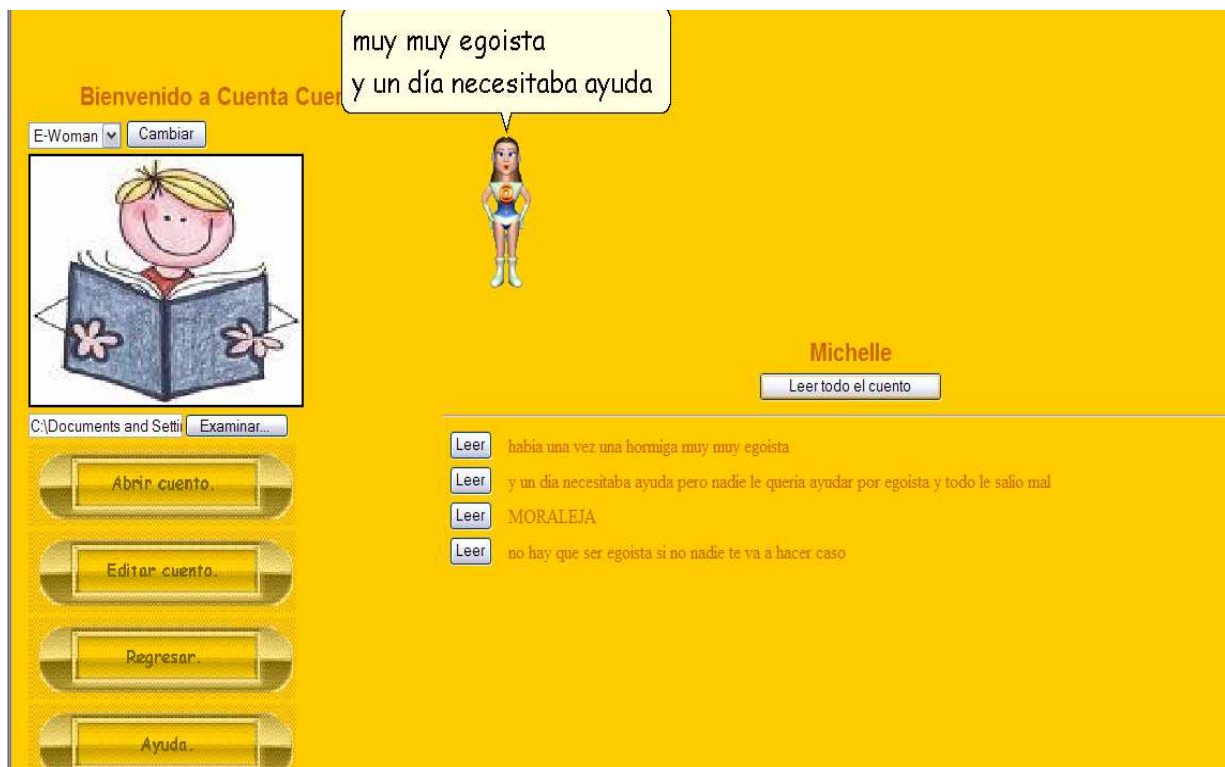 muy muy egoista
y un día necesitaba ayuda
Bienvenido a Cuenta
E-Woman
Cambiar
C:\Documents and
Examinar...
Abrir cuento.
Editar cuento.
Regresar.
Ayuda.
Michelle
Leer todo el cuento
Leer habia una vez una hormiga muy muy egoista
Leer y un dia necesitaba ayuda pero nadie le queria ayudar por egoista y todo le salio mal
Leer MORALEJA
Leer no hay que ser egoista si no nadie te va a hacer caso
@